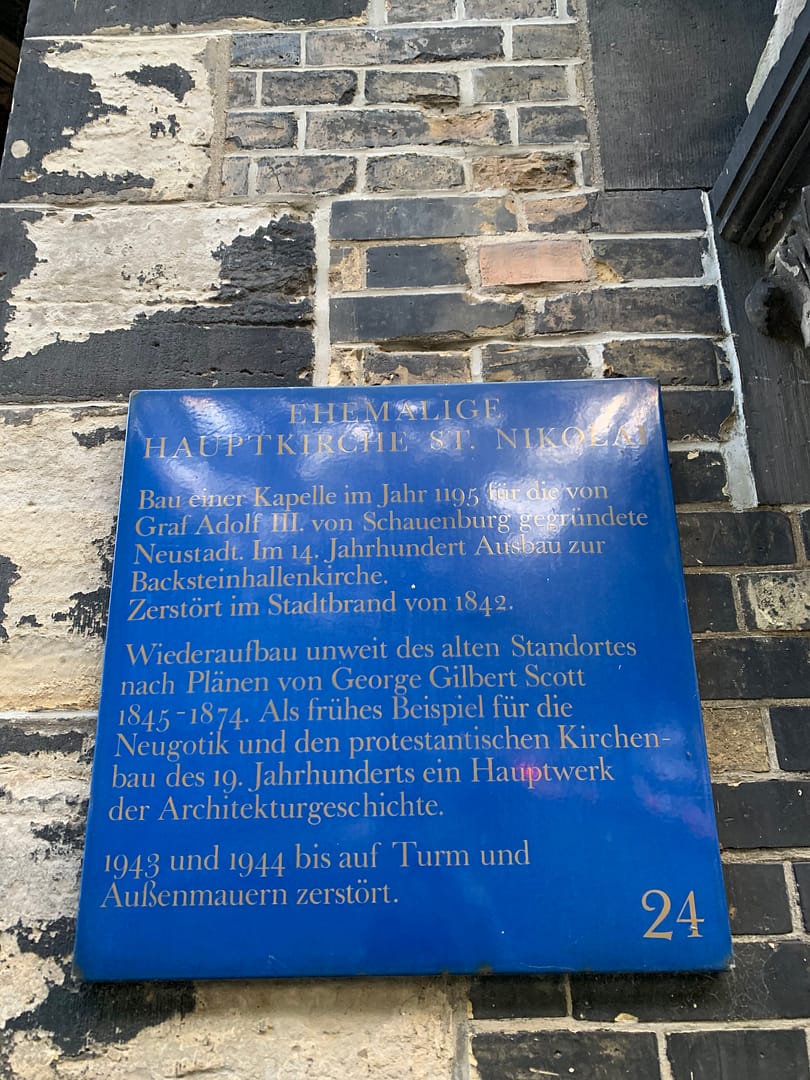 EHEMALIGE
HAUPTKIRCHE ST. NIKOLAI
Bau einer Kapelle im Jahr 1195 für die von
Graf Adolf III. von Schauenburg gegründete
Neustadt. Im 14. Jahrhundert Ausbau zur
Backsteinhallenkirche.
Zerstört im Stadtbrand von 1842.
Wiederaufbau unweit des alten Standortes
nach Plänen von George Gilbert Scott
1845-1874. Als frühes Beispiel für die
Neugotik und den protestantischen Kirchen-
bau des 19. Jahrhunderts ein Hauptwerk
der Architekturgeschichte.
1943 und 1944 bis auf Turm und
Außenmauern zerstört.
24